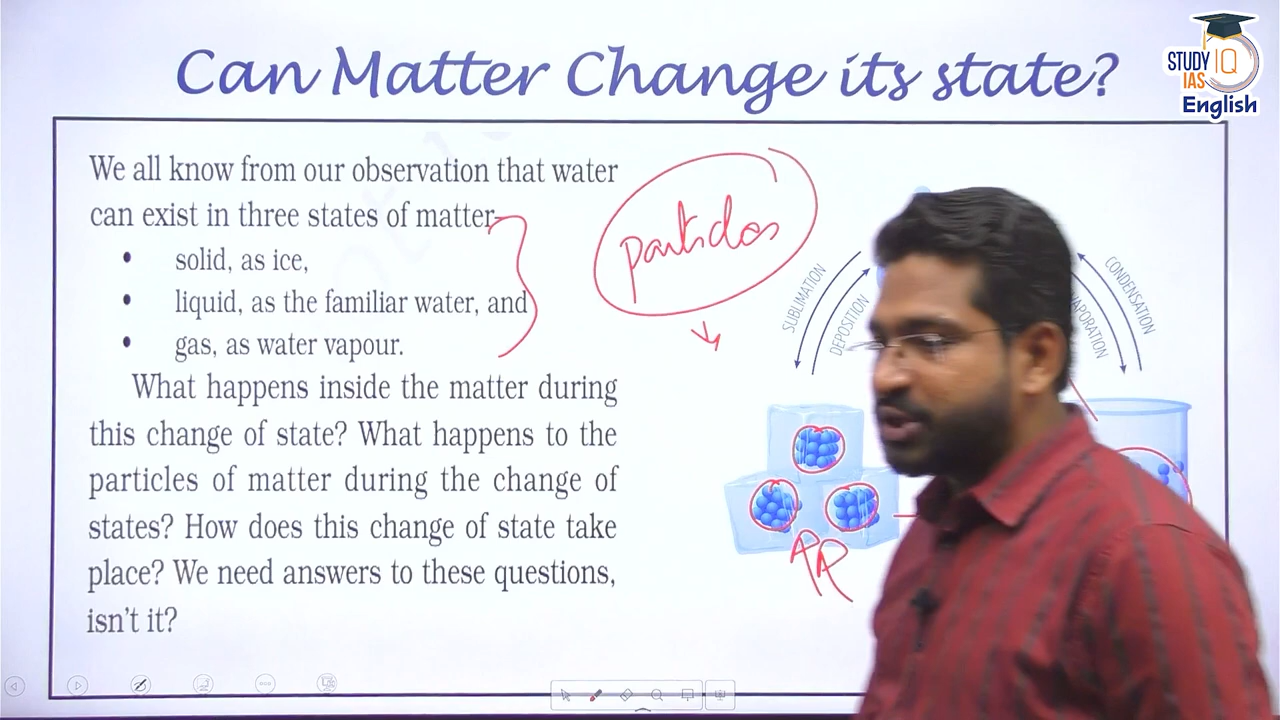 Can Matter Change its state?
STUDY IQ
IAS
English
We all know from our observation that water
can exist in three states of matter-
• solid, as ice,
• liquid, as the familiar water, and
• gas, as water vapour.
What happens inside the matter during
this change of state? What happens to the
particles of matter during the change of
states? How does this change of state take
place? We need answers to these questions,
isn't it?
particles
SUBLIMATION
DEPOSITION
CONDENSATION